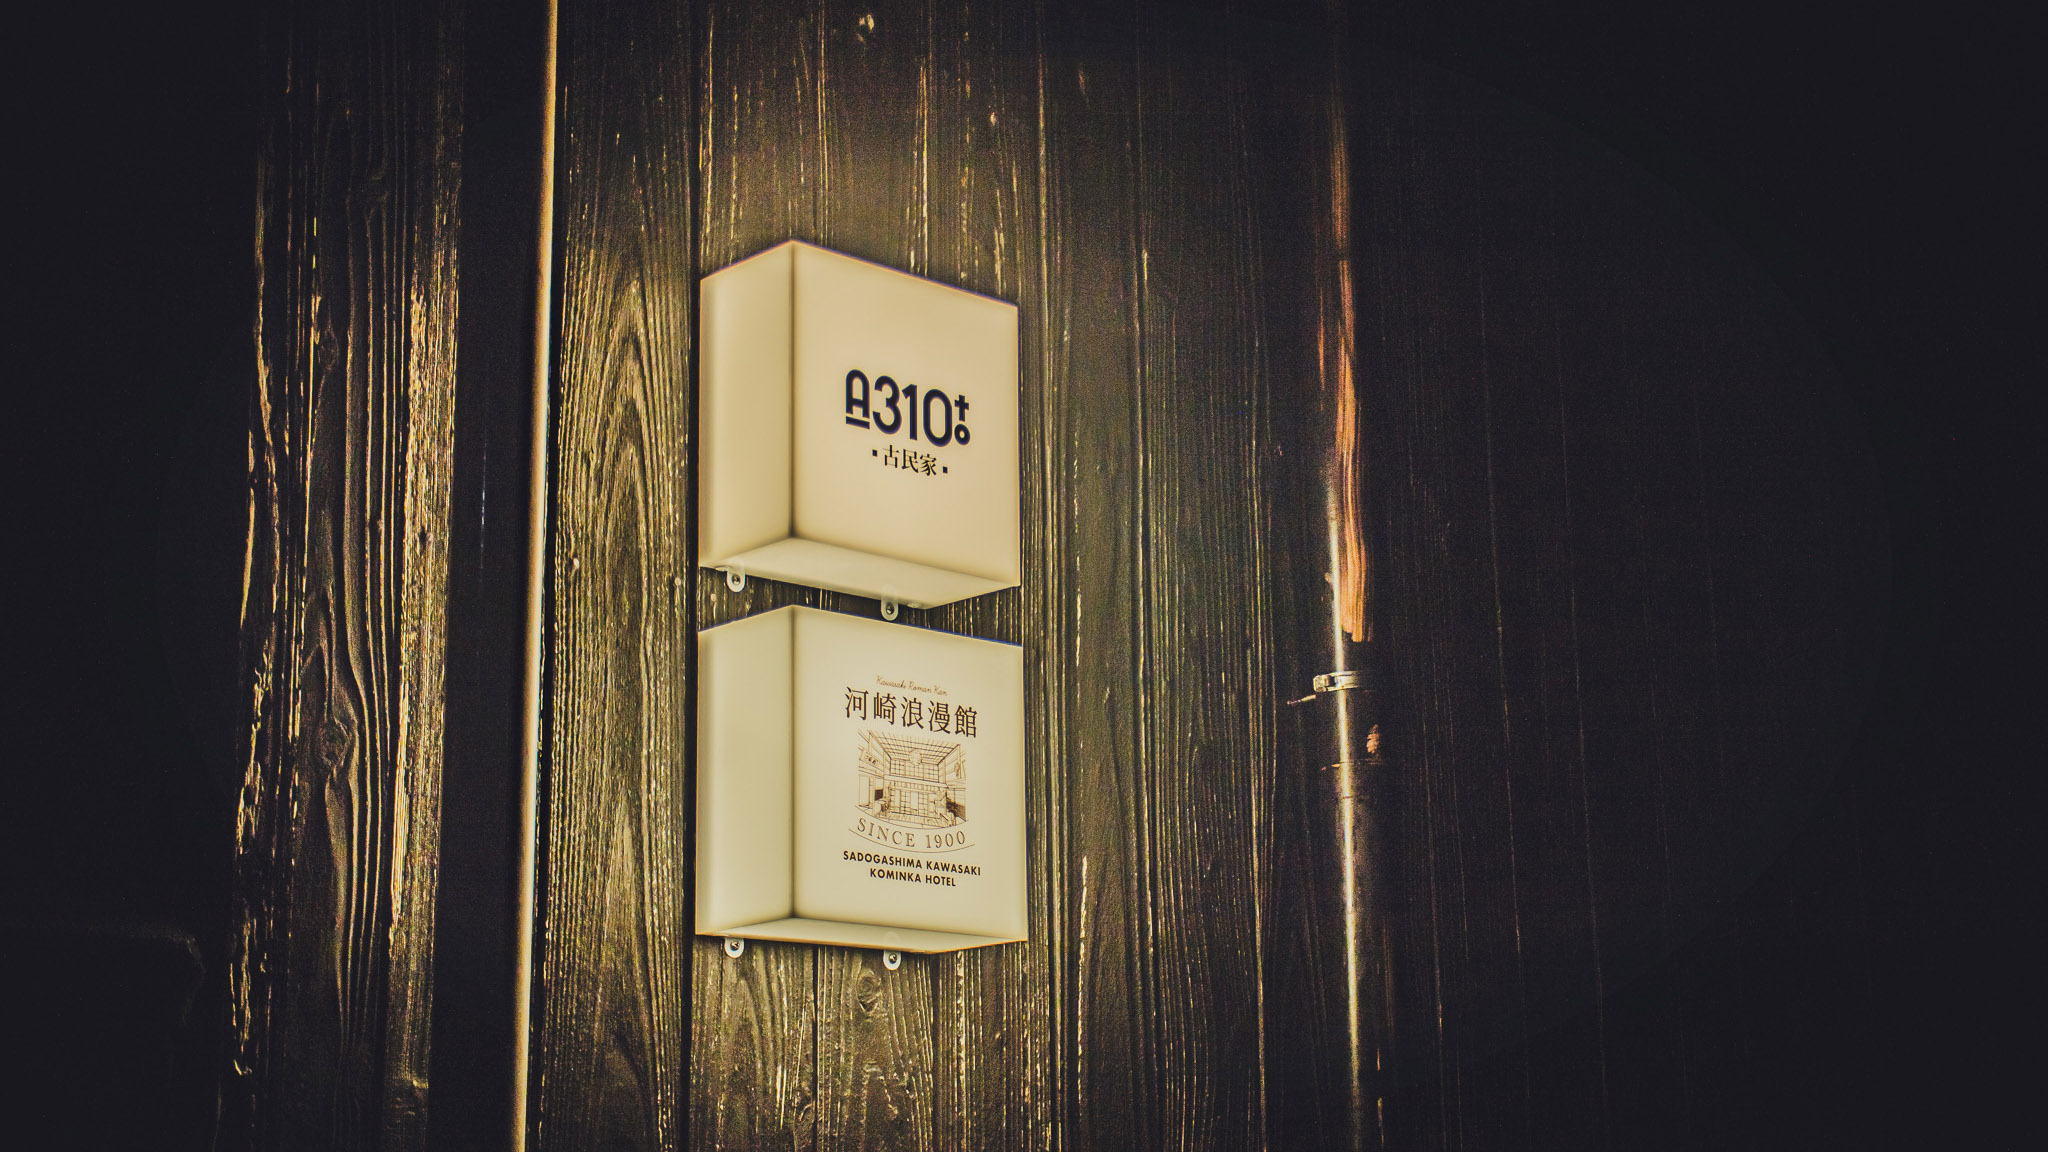 A310
・古民家・
Kawasaki Roman Kan
河崎浪漫館
SINCE 1900
SADOGASHIMA KAWASAKI
KOMINKA HOTEL